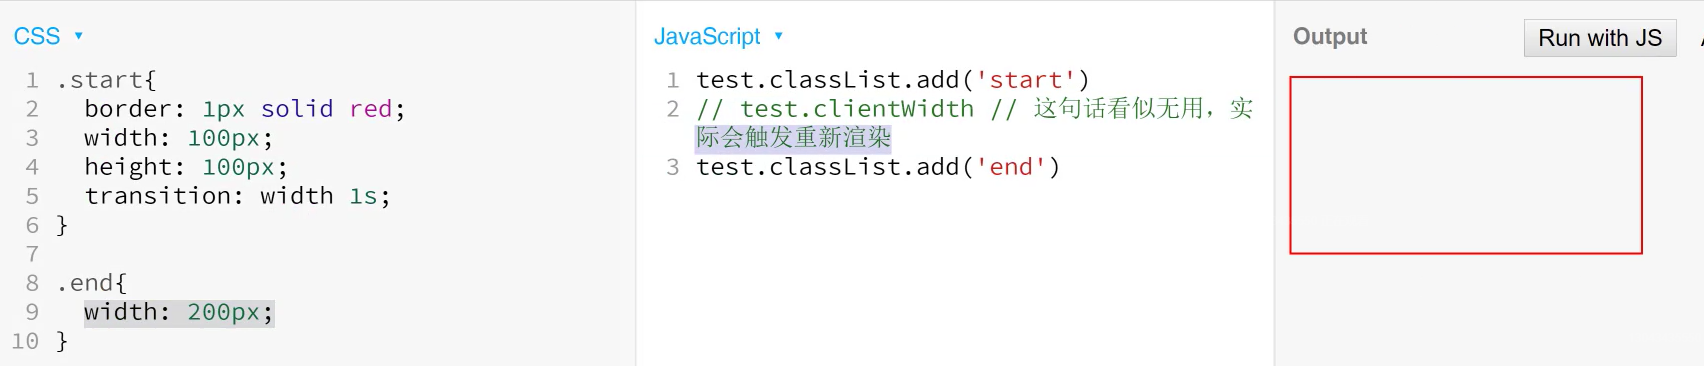 CSS ▾
1 .start{
2   border: 1px solid red;
3   width: 100px;
4   height: 100px;
5   transition: width 1s;
6 }
7
8 .end{
9   width: 200px;
10 }
JavaScript ▾
1 test.classList.add('start')
2 // test.clientWidth // 这句话看似无用，实
际会触发重新渲染
3 test.classList.add('end')
Output
Run with JS